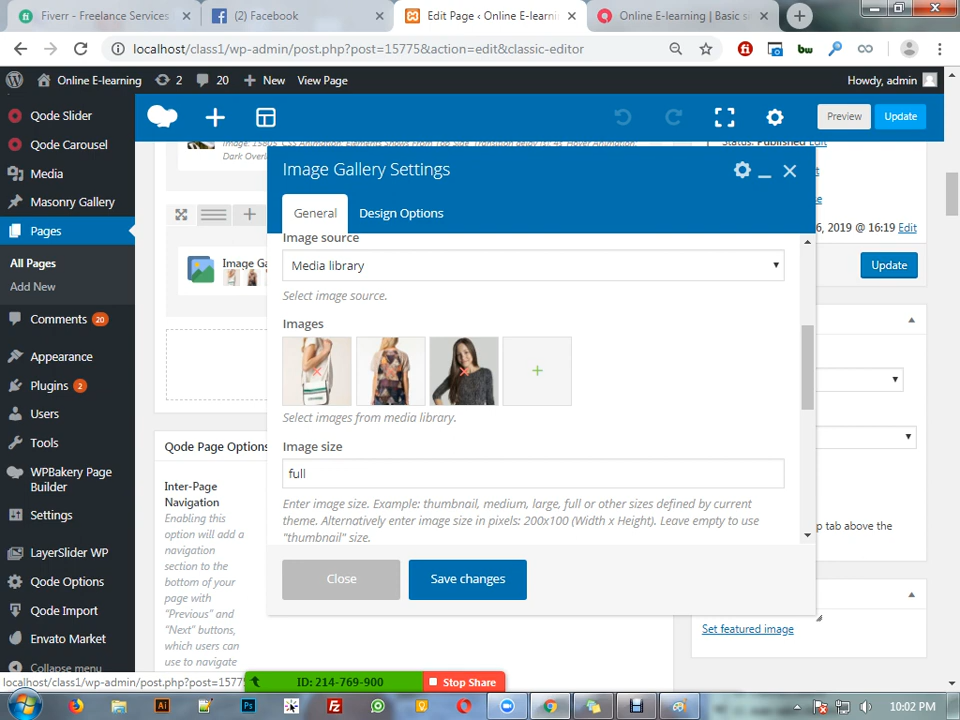 Fiverr - Freelance Services
(2) Facebook
Edit Page ‹ Online E-learni
Online E-learning | Basic s
localhost/class1/wp-admin/post.php?post=15775&action=edit&classic-editor
Online E-learning
2
20
New
View Page
Howdy, admin
Qode Slider
Qode Carousel
Media
Masonry Gallery
Pages
All Pages
Add New
Comments 20
Appearance
Plugins 2
Users
Tools
WPBakery Page
Builder
Settings
LayerSlider WP
Qode Options
Qode Import
Envato Market
Collapse menu
Preview
Update
Dark Overl
Status: Published Edit
6, 2019 @ 16:19 Edit
Update
Image Ga
Image Gallery Settings
General
Design Options
Image source
Media library
Select image source.
Images
Select images from media library.
Image size
full
Enter image size. Example: thumbnail, medium, large, full or other sizes defined by current
theme. Alternatively enter image size in pixels: 200x100 (Width x Height). Leave empty to use
"thumbnail" size.
Close
Save changes
Qode Page Options
Inter-Page
Navigation
Enabling this
option will add a
navigation
section to the
bottom of your
page with
"Previous" and
"Next" buttons,
which users can
use to navigate
p tab above the
Set featured image
localhost/class1/wp-admin/post.php?post=1577
ID: 214-769-900
Stop Share
10:02 PM